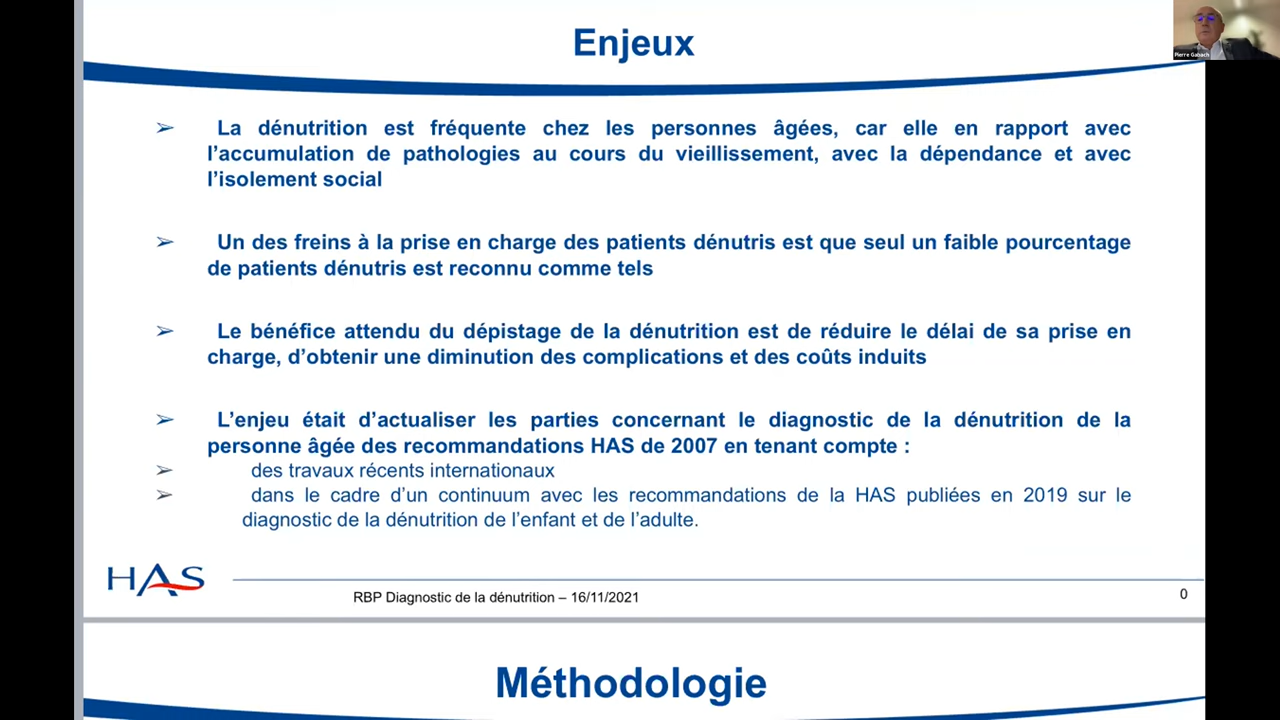 Enjeux
Pierre Gabach
➢ La dénutrition est fréquente chez les personnes âgées, car elle en rapport avec
l’accumulation de pathologies au cours du vieillissement, avec la dépendance et avec
l’isolement social
➢ Un des freins à la prise en charge des patients dénutris est que seul un faible pourcentage
de patients dénutris est reconnu comme tels
➢ Le bénéfice attendu du dépistage de la dénutrition est de réduire le délai de sa prise en
charge, d’obtenir une diminution des complications et des coûts induits
➢ L’enjeu était d’actualiser les parties concernant le diagnostic de la dénutrition de la
personne âgée des recommandations HAS de 2007 en tenant compte :
➢ des travaux récents internationaux
➢ dans le cadre d’un continuum avec les recommandations de la HAS publiées en 2019 sur le
diagnostic de la dénutrition de l’enfant et de l’adulte.
HAS
RBP Diagnostic de la dénutrition – 16/11/2021
0
Méthodologie